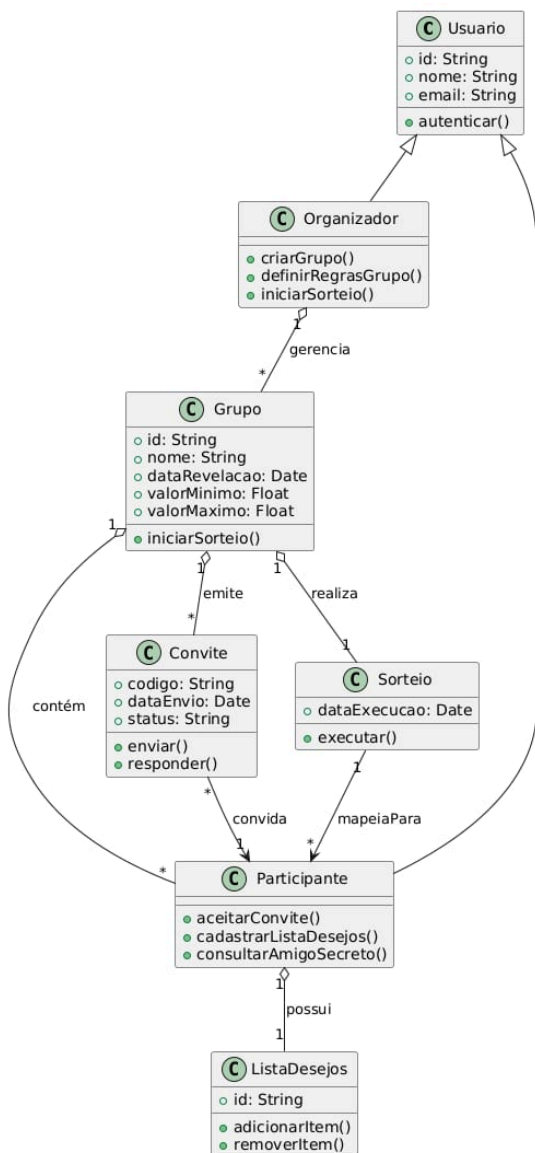 C Usuario
id: String
nome: String
email: String
autenticar()
C Organizador
criarGrupo()
definirRegrasGrupo()
iniciarSorteio()
1
gerencia
*
C Grupo
id: String
nome: String
dataRevelacao: Date
valorMinimo: Float
valorMaximo: Float
iniciarSorteio()
1
1
1
emite
realiza
*
1
C Convite
codigo: String
dataEnvio: Date
status: String
enviar()
responder()
C Sorteio
dataExecucao: Date
executar()
contém
*
1
convida
mapeiaPara
1
*
*
C Participante
aceitarConvite()
cadastrarListaDesejos()
consultarAmigoSecreto()
1
possui
1
C ListaDesejos
id: String
adicionarItem()
removerItem()